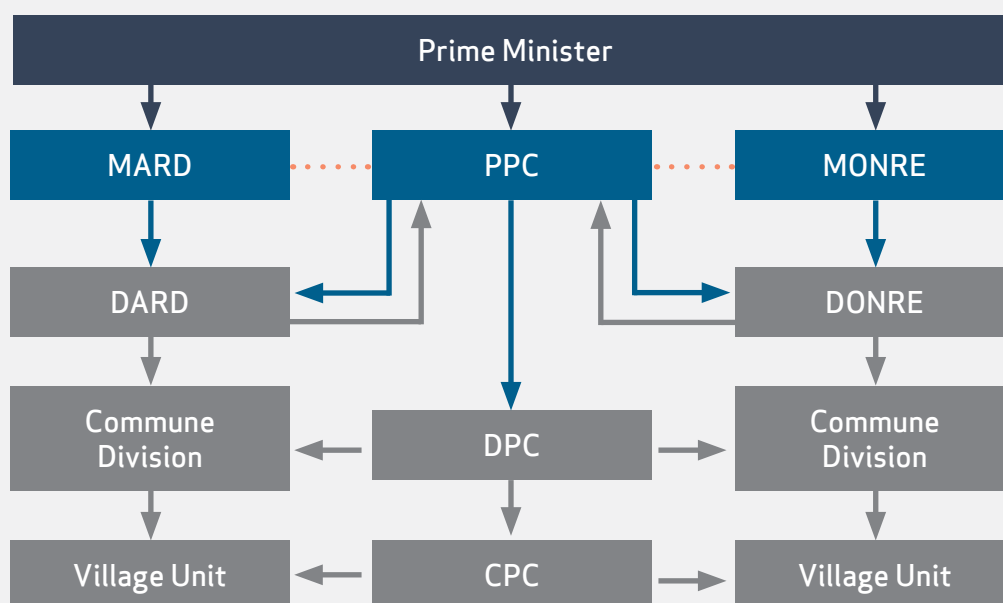 Prime Minister
MARD
PPC
MONRE
DARD
DONRE
Commune
Division
DPC
Commune
Division
Village Unit
CPC
Village Unit